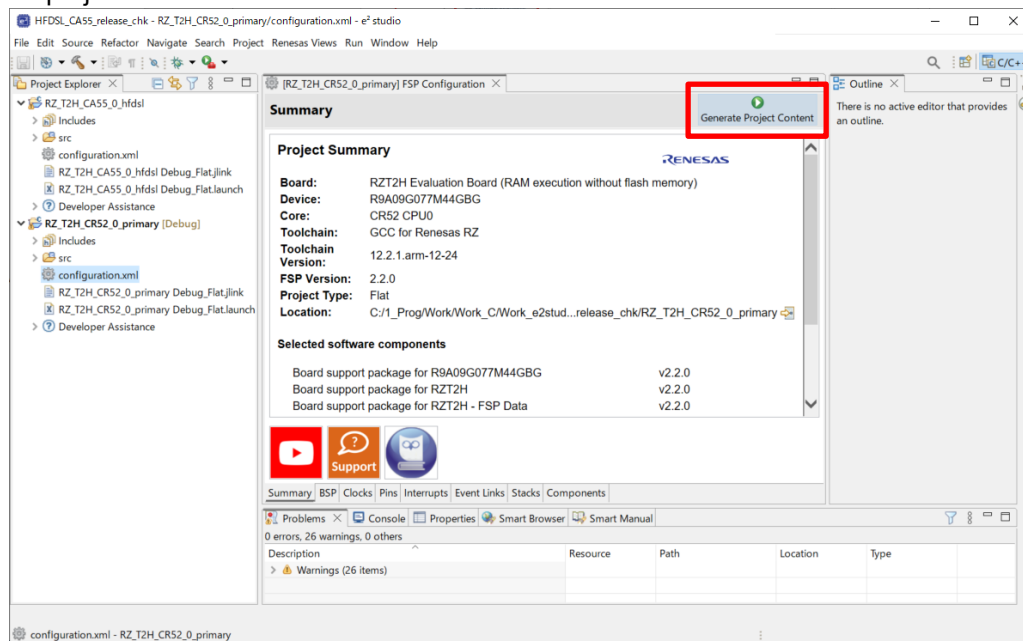 HFDSL_CA55_release_chk - RZ_T2H_CR52_0_primary/configuration.xml - e² studio
File Edit Source Refactor Navigate Search Project Renesas Views Run Window Help
C/C+
Project Explorer
RZ_T2H_CA55_0_hfdsl
Includes
src
configuration.xml
RZ_T2H_CA55_0_hfdsl Debug_Flat.jlink
RZ_T2H_CA55_0_hfdsl Debug_Flat.launch
Developer Assistance
RZ_T2H_CR52_0_primary [Debug]
Includes
src
configuration.xml
RZ_T2H_CR52_0_primary Debug_Flat.jlink
RZ_T2H_CR52_0_primary Debug_Flat.launch
Developer Assistance
[RZ_T2H_CR52_0_primary] FSP Configuration
Summary
Generate Project Content
Project Summary
RENESAS
Board: RZT2H Evaluation Board (RAM execution without flash memory)
Device: R9A09G077M44GBG
Core: CR52 CPU0
Toolchain: GCC for Renesas RZ
Toolchain Version: 12.2.1.arm-12-24
FSP Version: 2.2.0
Project Type: Flat
Location: C:/1_Prog/Work/Work_C/Work_e2stud...release_chk/RZ_T2H_CR52_0_primary
Selected software components
Board support package for R9A09G077M44GBG v2.2.0
Board support package for RZT2H v2.2.0
Board support package for RZT2H - FSP Data v2.2.0
Support
Summary BSP Clocks Pins Interrupts Event Links Stacks Components
Outline
There is no active editor that provides
an outline.
Problems Console Properties Smart Browser Smart Manual
0 errors, 26 warnings, 0 others
Description Resource Path Location Type
Warnings (26 items)
configuration.xml - RZ_T2H_CR52_0_primary